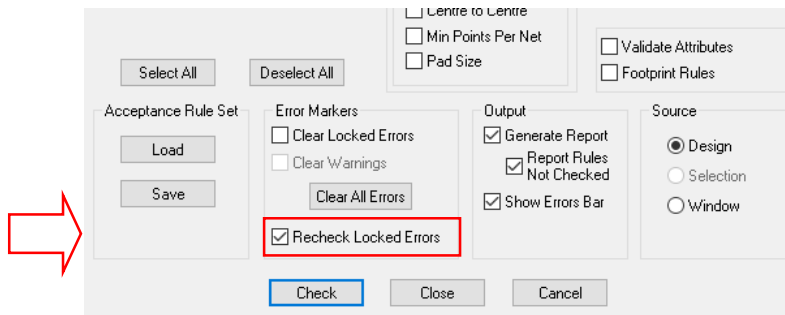 Centre to Centre
Min Points Per Net
Pad Size
Validate Attributes
Footprint Rules
Select All
Deselect All
Acceptance Rule Set
Load
Save
Error Markers
Clear Locked Errors
Clear Warnings
Clear All Errors
Recheck Locked Errors
Output
Generate Report
Report Rules
Not Checked
Show Errors Bar
Source
Design
Selection
Window
Check
Close
Cancel